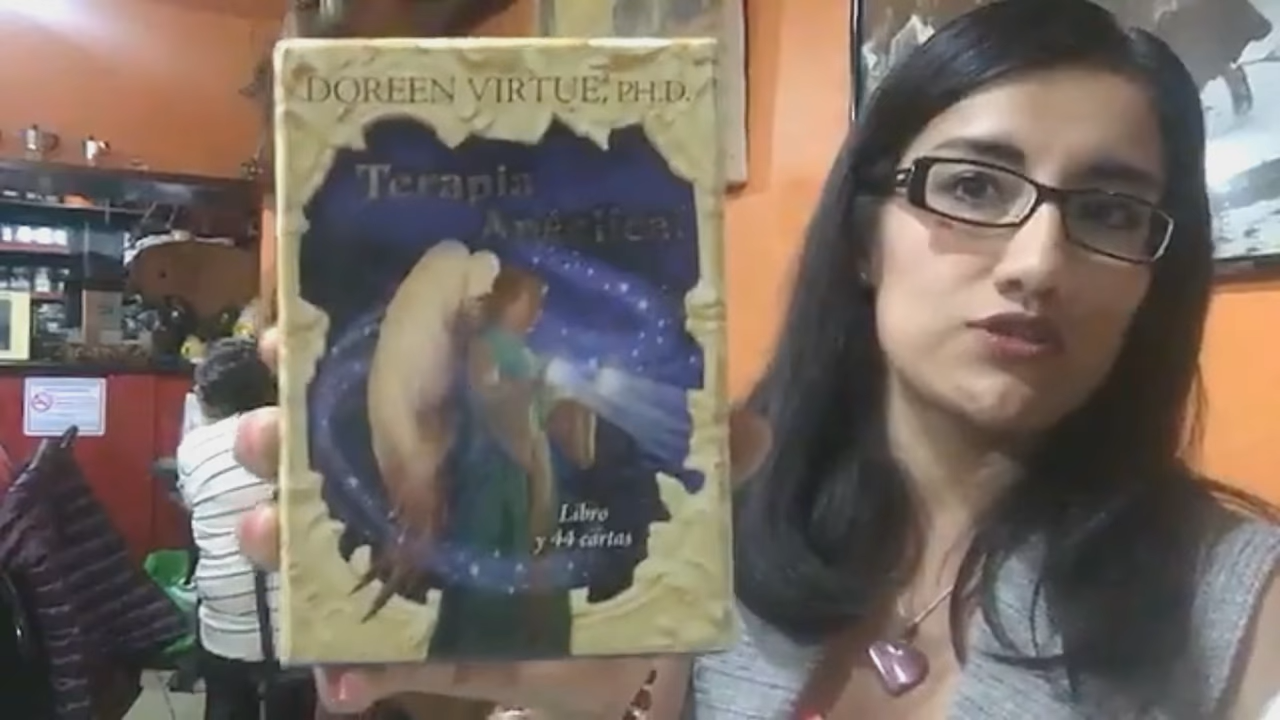 DOREEN VIRTUE, PH.D.
Terapia
Angélica
Libro
y 44 cartas